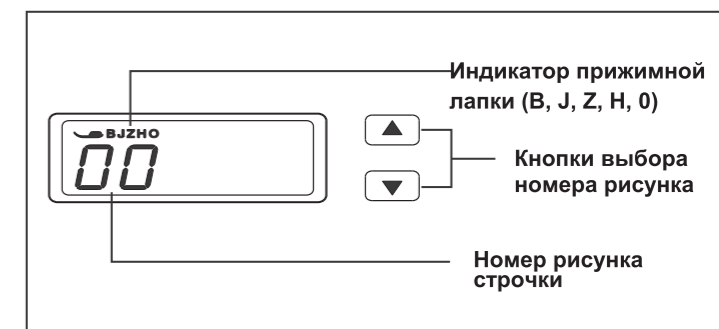 Индикатор прижимной
лапки (B, J, Z, H, 0)
BJZHO
00
Кнопки выбора
номера рисунка
Номер рисунка
строчки